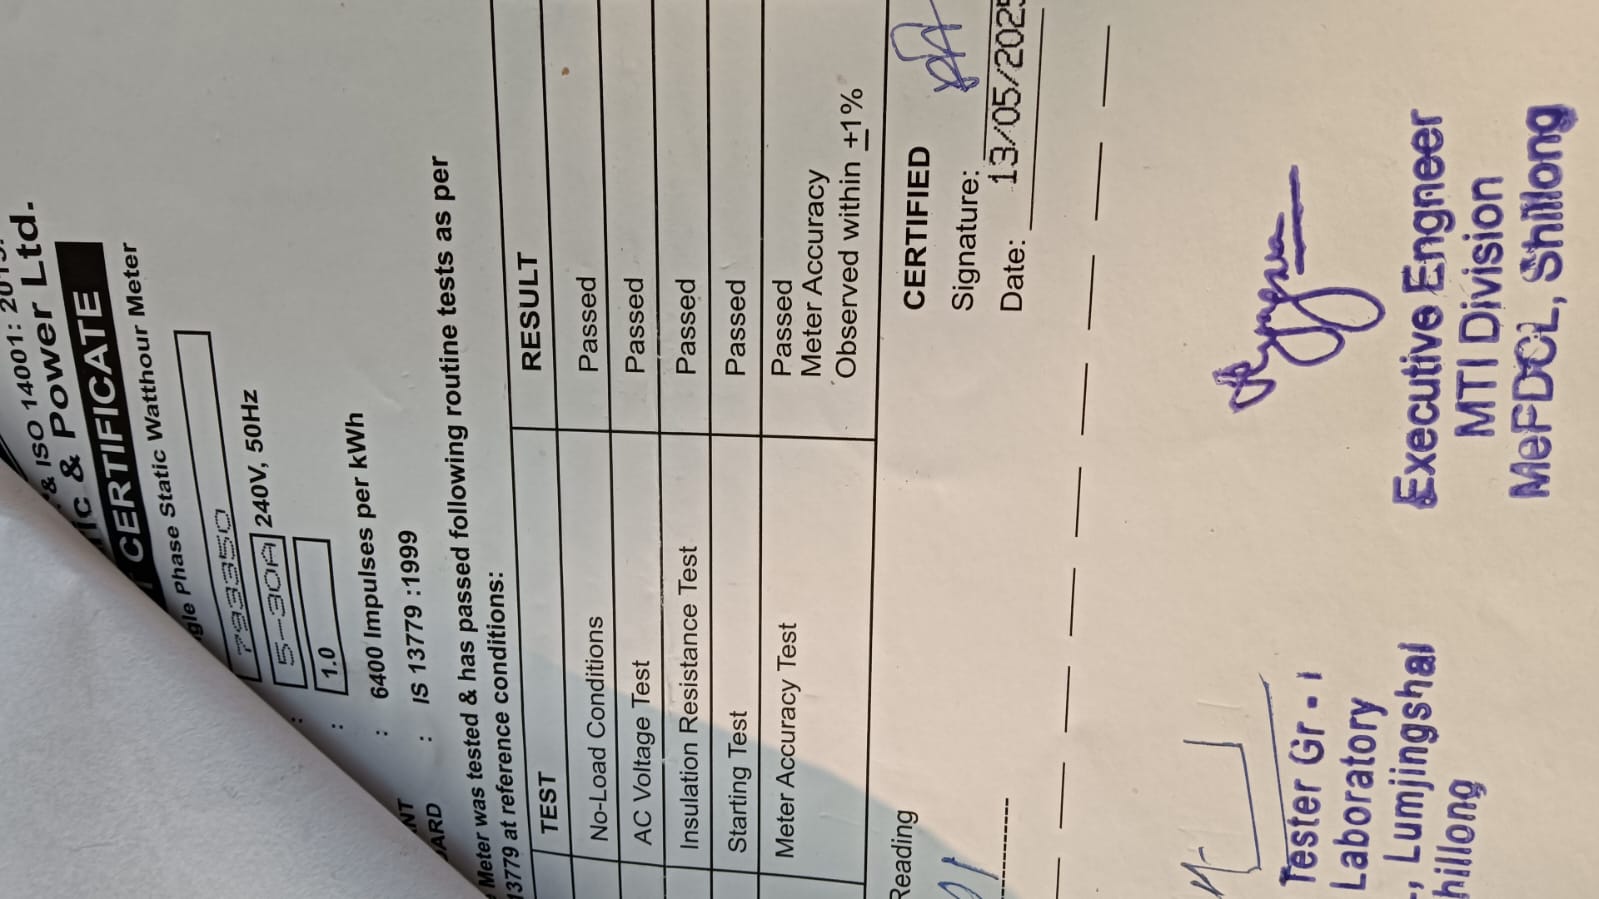 & ISO 14001:
& Power Ltd.
CERTIFICATE
Phase Static Watthour Meter
793350
5-30A 240V, 50Hz
: 1.0
: 6400 Impulses per kWh
: IS 13779 :1999
Meter was tested & has passed following routine tests as per
13779 at reference conditions:
TEST RESULT
No-Load Conditions Passed
AC Voltage Test Passed
Insulation Resistance Test Passed
Starting Test Passed
Meter Accuracy Test Passed
Meter Accuracy
Observed within ±1%
Reading
CERTIFIED
Signature:
Date: 13/05/2025
Tester Gr. I
Laboratory
Lumjingshai
Executive Engneer
MTI Division
MePDCL, Shillong